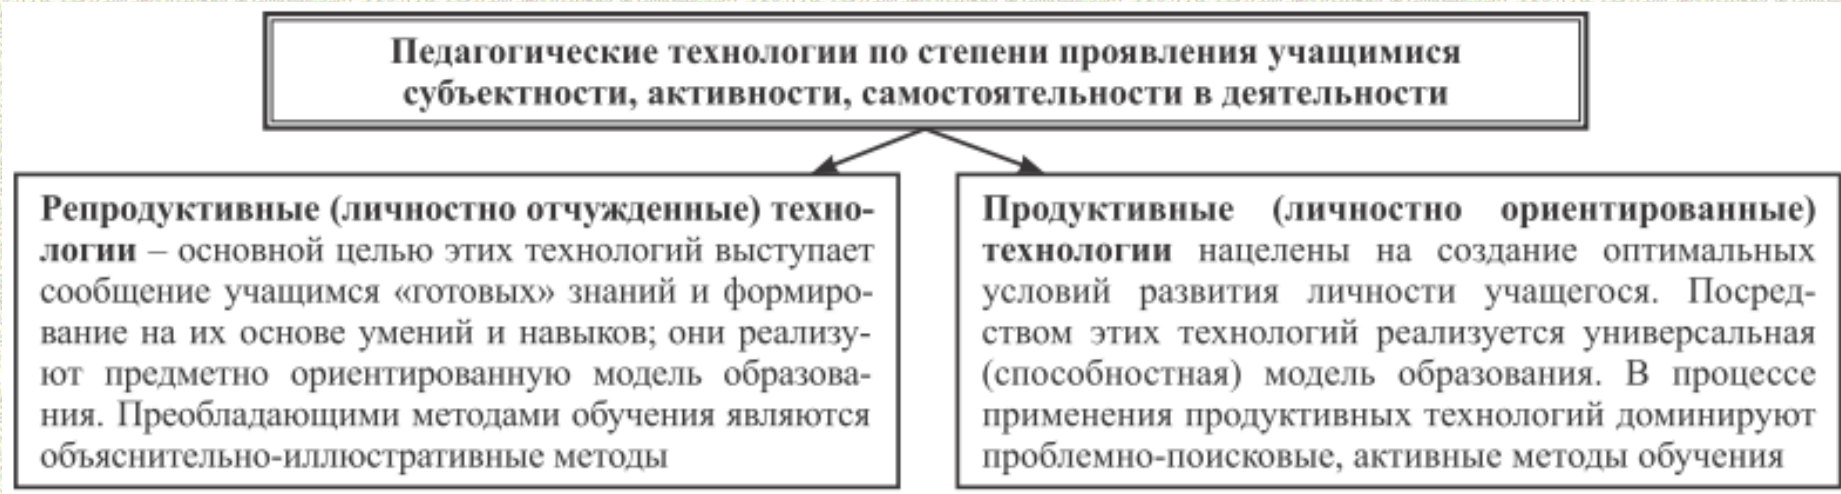 Педагогические технологии по степени проявления учащимися
субъектности, активности, самостоятельности в деятельности
Репродуктивные (личностно отчужденные) техно-
логии – основной целью этих технологий выступает
сообщение учащимся «готовых» знаний и формиро-
вание на их основе умений и навыков; они реализу-
ют предметно ориентированную модель образова-
ния. Преобладающими методами обучения являются
объяснительно-иллюстративные методы
Продуктивные (личностно ориентированные)
технологии нацелены на создание оптимальных
условий развития личности учащегося. Посред-
ством этих технологий реализуется универсальная
(способностная) модель образования. В процессе
применения продуктивных технологий доминируют
проблемно-поисковые, активные методы обучения